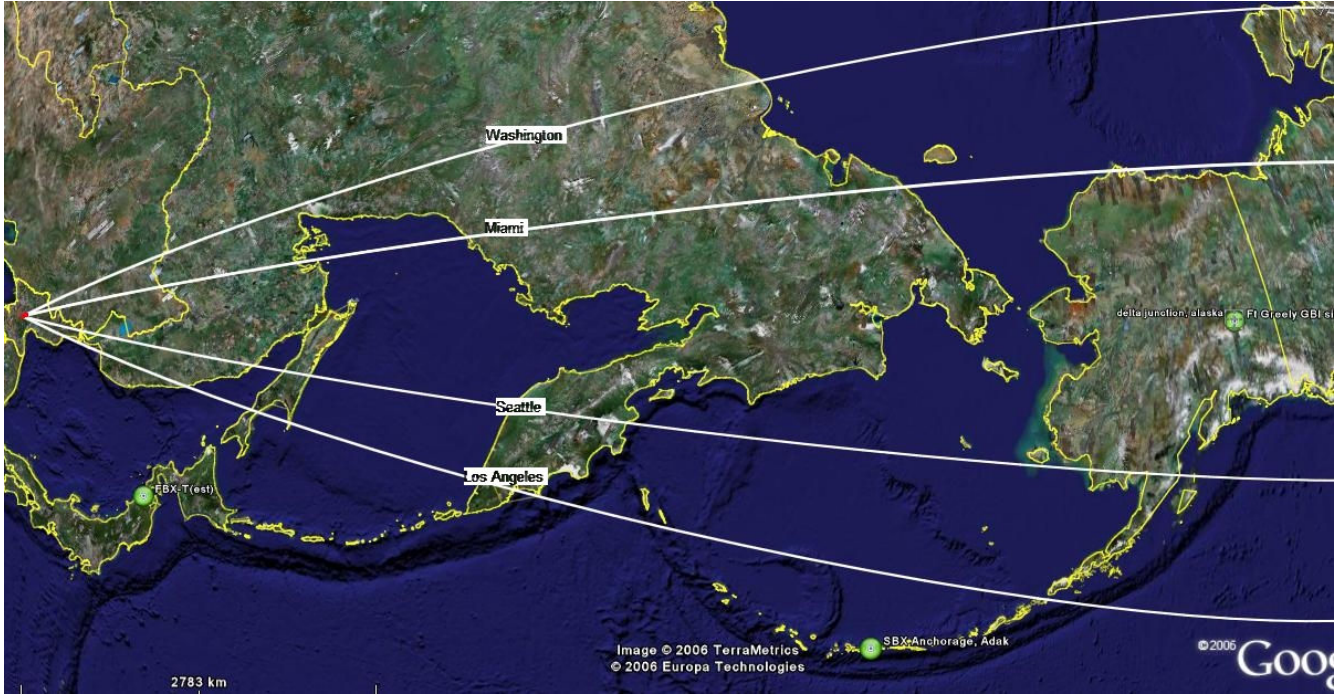 Washington
Miami
delta junction, alaska
Ft Greely GBI si
Seattle
Los Angeles
FBX-T(est)
SBX Anchorage, Adak
Image © 2006 TerraMetrics
© 2006 Europa Technologies
©2006
Goog
2783 km